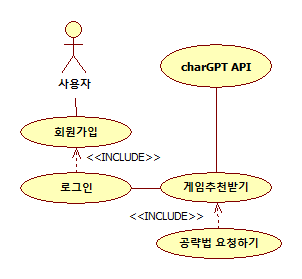 charGPT API
사용자
회원가입
<<INCLUDE>>
로그인
게임추천받기
<<INCLUDE>>
공략법 요청하기